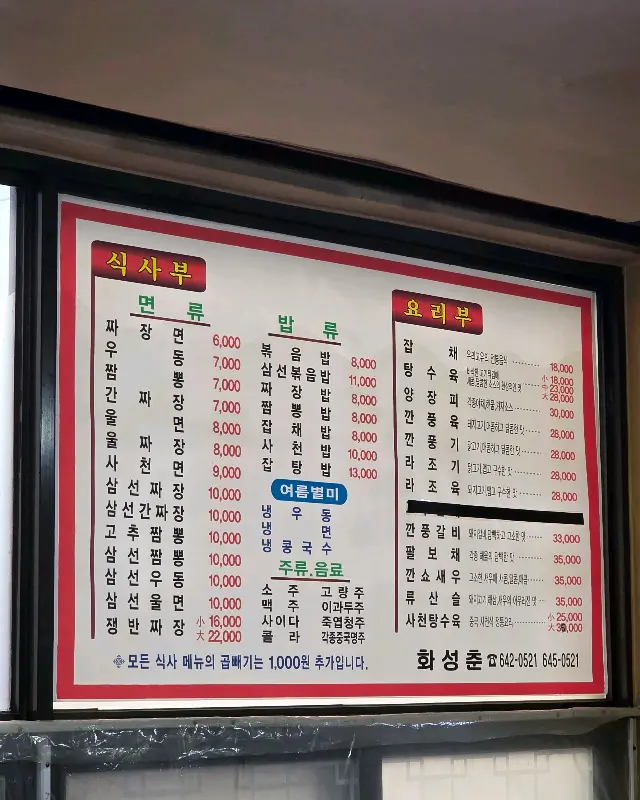 식사부
면 류
짜 장 면 6,000
우 동 7,000
짬 뽕 7,000
간 짜 장 7,000
울 면 8,000
울 짜 장 8,000
사 천 면 9,000
삼 선 짜 장 10,000
삼선간짜장 10,000
고 추 짬 뽕 10,000
삼 선 짬 뽕 10,000
삼 선 우 동 10,000
삼 선 울 면 10,000
쟁 반 짜 장 小 16,000
大 22,000
밥 류
볶 음 밥 8,000
삼선볶음밥 11,000
짜 장 밥 8,000
짬 뽕 밥 8,000
잡 채 밥 8,000
사 천 밥 10,000
잡 탕 밥 13,000
여름별미
냉 우 동
냉 면
냉 콩 국 수
주류.음료
소 주 고 량 주
맥 주 이과두주
사이다 죽엽청주
콜 라 각종중국명주
요리부
잡 채 18,000
탕 수 육 小 18,000
中 23,000
大 28,000
양 장 피 30,000
깐 풍 육 28,000
깐 풍 기 28,000
라 조 기 28,000
라 조 육 28,000
깐 풍 갈 비 33,000
팔 보 채 35,000
깐 쇼 새 우 35,000
류 산 슬 35,000
사천탕수육 小 25,000
大
※모든 식사 메뉴의 곱빼기는 1,000원 추가입니다.
화성춘 ☎642-0521 645-0521